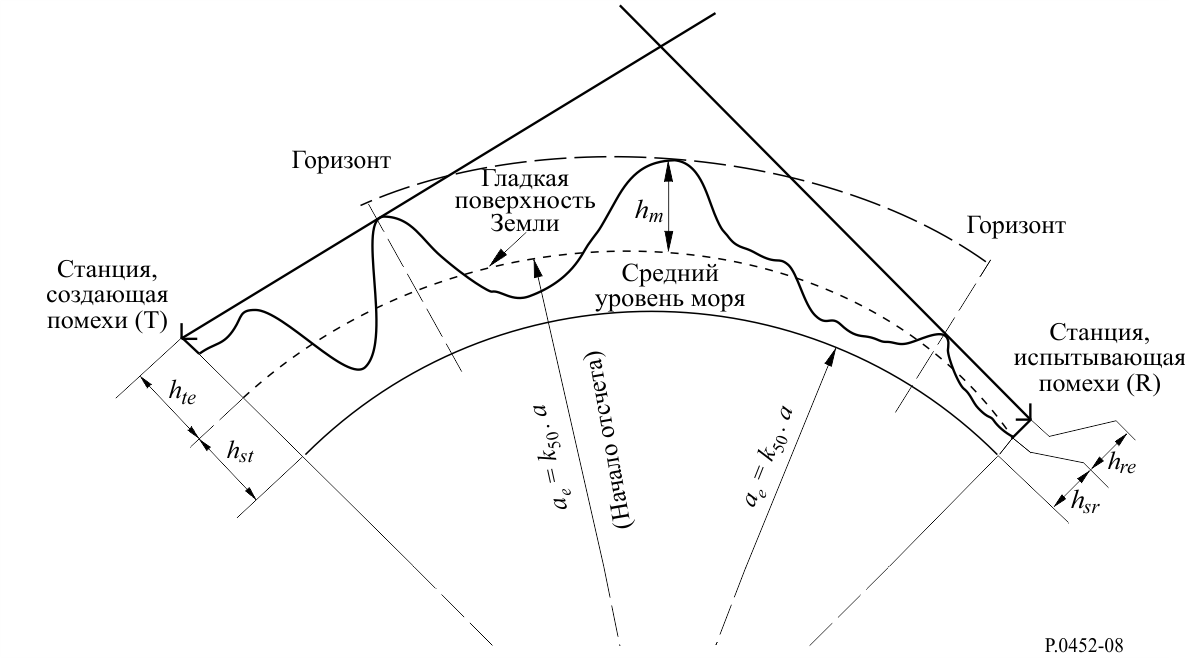 Горизонт
Гладкая
поверхность
Земли
h_m
Горизонт
Станция,
создающая
помехи (T)
Средний
уровень моря
Станция,
испытывающая
помехи (R)
h_te
h_st
a_e = k_50 · a
(Начало отсчета)
a_e = k_50 · a
h_re
h_sr
P.0452-08